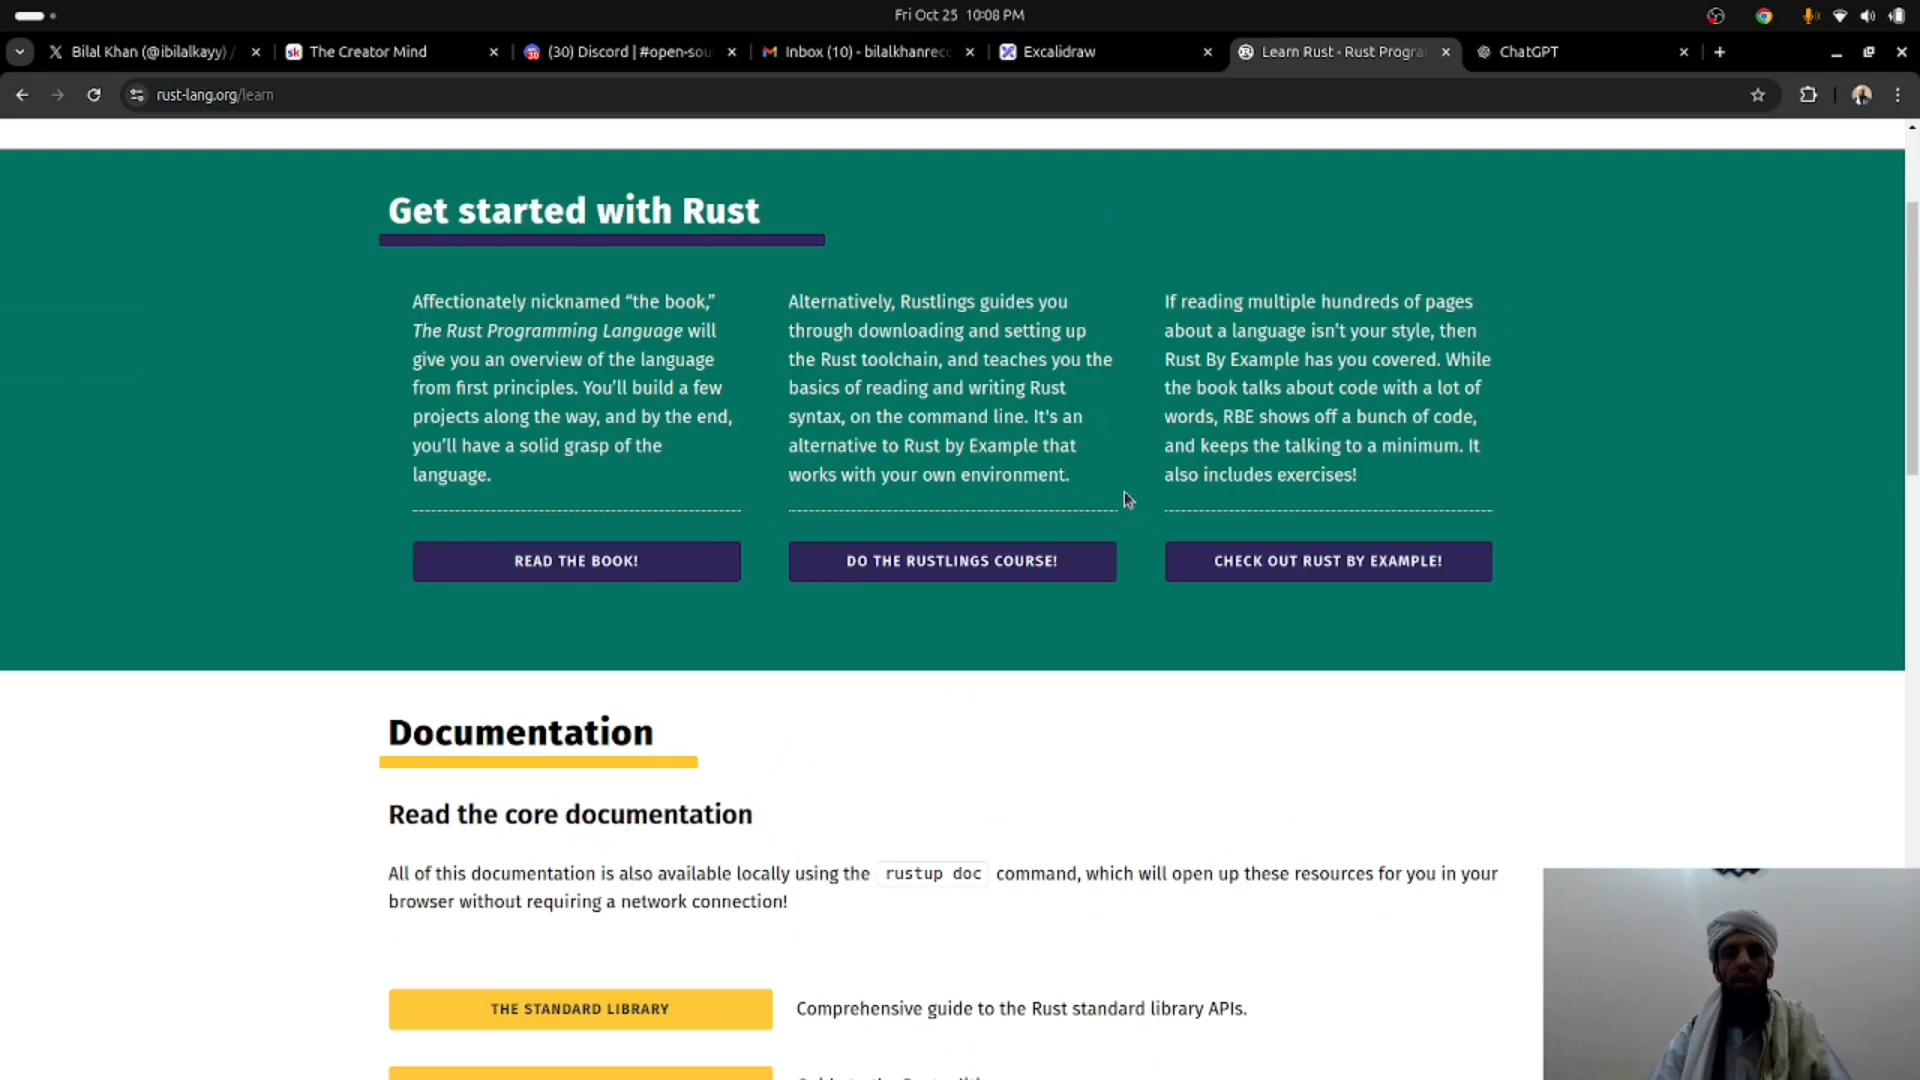 Fri Oct 25 10:08 PM
Bilal Khan (@ibilalkayy) /
The Creator Mind
(30) Discord | #open-sou
Inbox (10) - bilalkhanrec
Excalidraw
Learn Rust - Rust Progra
ChatGPT
rust-lang.org/learn
Get started with Rust
Affectionately nicknamed “the book,”
The Rust Programming Language will
give you an overview of the language
from first principles. You’ll build a few
projects along the way, and by the end,
you’ll have a solid grasp of the
language.
READ THE BOOK!
Alternatively, Rustlings guides you
through downloading and setting up
the Rust toolchain, and teaches you the
basics of reading and writing Rust
syntax, on the command line. It's an
alternative to Rust by Example that
works with your own environment.
DO THE RUSTLINGS COURSE!
If reading multiple hundreds of pages
about a language isn’t your style, then
Rust By Example has you covered. While
the book talks about code with a lot of
words, RBE shows off a bunch of code,
and keeps the talking to a minimum. It
also includes exercises!
CHECK OUT RUST BY EXAMPLE!
Documentation
Read the core documentation
All of this documentation is also available locally using the rustup doc command, which will open up these resources for you in your
browser without requiring a network connection!
THE STANDARD LIBRARY
Comprehensive guide to the Rust standard library APIs.